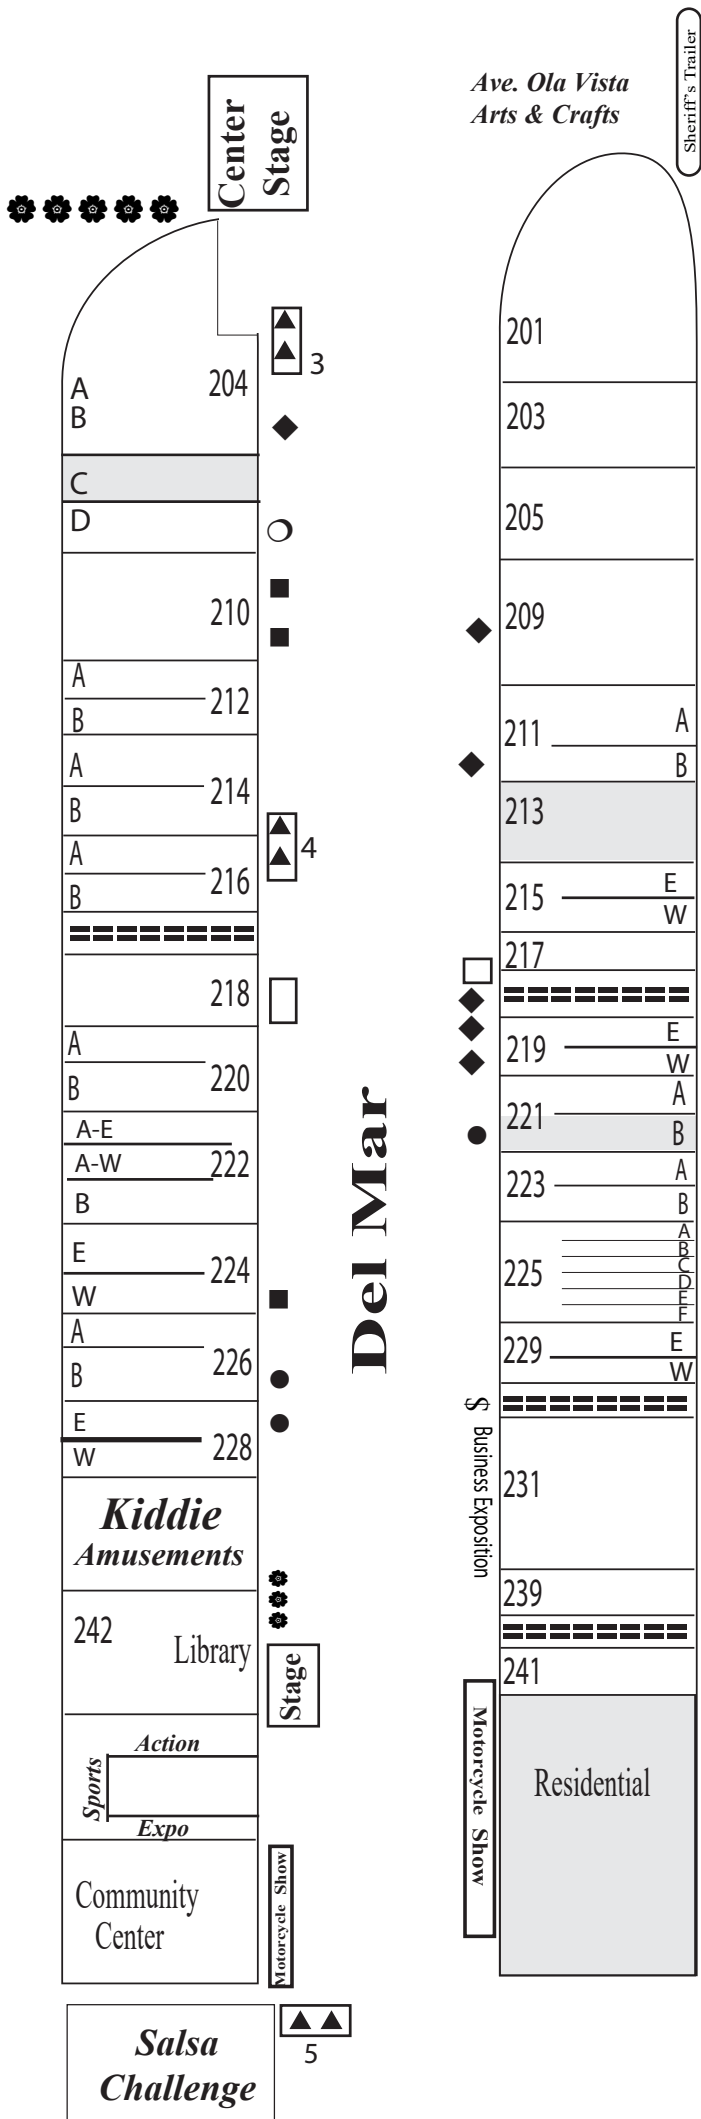 Ave. Ola Vista
Arts & Crafts
Sheriff's Trailer
Center
Stage
3
204
A
B
C
D
210
A
212
B
A
214
B
4
A
216
B
218
A
220
B
A-E
A-W
222
B
E
224
W
A
226
B
E
228
W
Kiddie
Amusements
242
Library
Stage
Action
Sports
Expo
Community
Center
Motorcycle Show
Salsa
Challenge
5
Del Mar
201
203
205
209
211
A
B
213
215
E
W
217
219
E
W
221
A
B
223
A
B
225
A
B
C
D
E
F
229
E
W
$ Business Exposition
231
239
241
Motorcycle Show
Residential